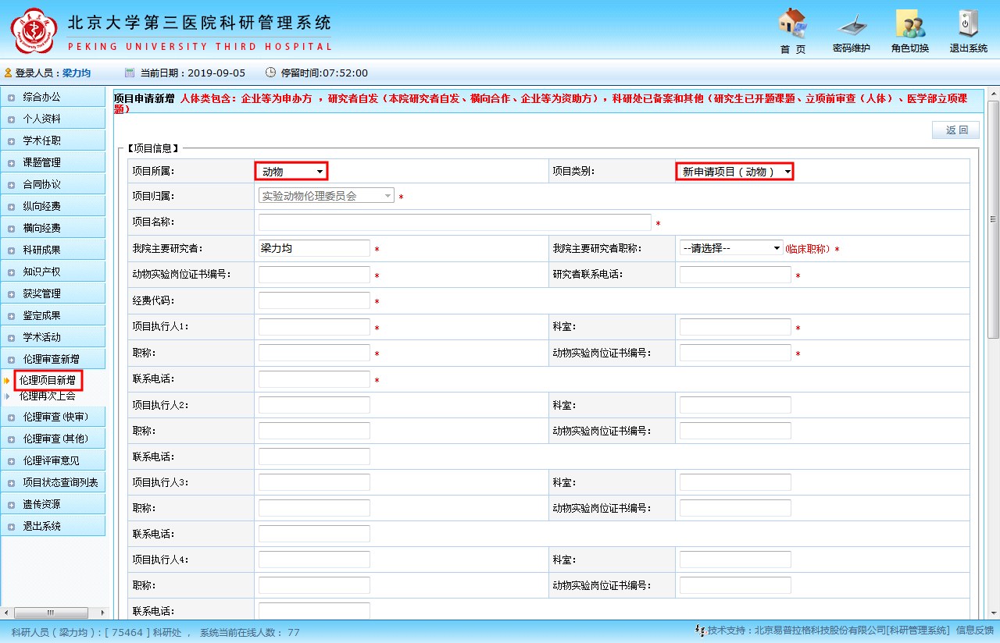 北京大学第三医院科研管理系统
PEKING UNIVERSITY THIRD HOSPITAL
首 页 密码维护 角色切换 退出系统
登录人员：梁力均 当前日期：2019-09-05 停留时间:07:52:00
综合办公
个人资料
学术任职
课题管理
合同协议
纵向经费
横向经费
科研成果
知识产权
获奖管理
鉴定成果
学术活动
伦理审查新增
伦理项目新增
伦理再次上会
伦理审查(快审)
伦理审查(其他)
伦理评审意见
项目状态查询列表
遗传资源
退出系统
项目申请新增 人体类包含：企业等为申办方 ，研究者自发（本院研究者自发、横向合作、企业等为资助方），科研处已备案和其他（研究生已开题课题、立项前审查（人体）、医学部立项课
题）
返 回
【项目信息】
项目所属： 动物 项目类别： 新申请项目（动物）
项目归属： 实验动物伦理委员会 *
项目名称： *
我院主要研究者： 梁力均 * 我院主要研究者职称： --请选择-- (临床职称) *
动物实验岗位证书编号： * 研究者联系电话： *
经费代码： *
项目执行人1： * 科室： *
职称： * 动物实验岗位证书编号： *
联系电话： *
项目执行人2： 科室：
职称： 动物实验岗位证书编号：
联系电话：
项目执行人3： 科室：
职称： 动物实验岗位证书编号：
联系电话：
项目执行人4： 科室：
职称： 动物实验岗位证书编号：
联系电话：
科研人员（梁力均）:[ 75464 ] 科研处 ， 系统当前在线人数： 77 技术支持：北京易普拉格科技股份有限公司[科研管理系统] 信息反馈